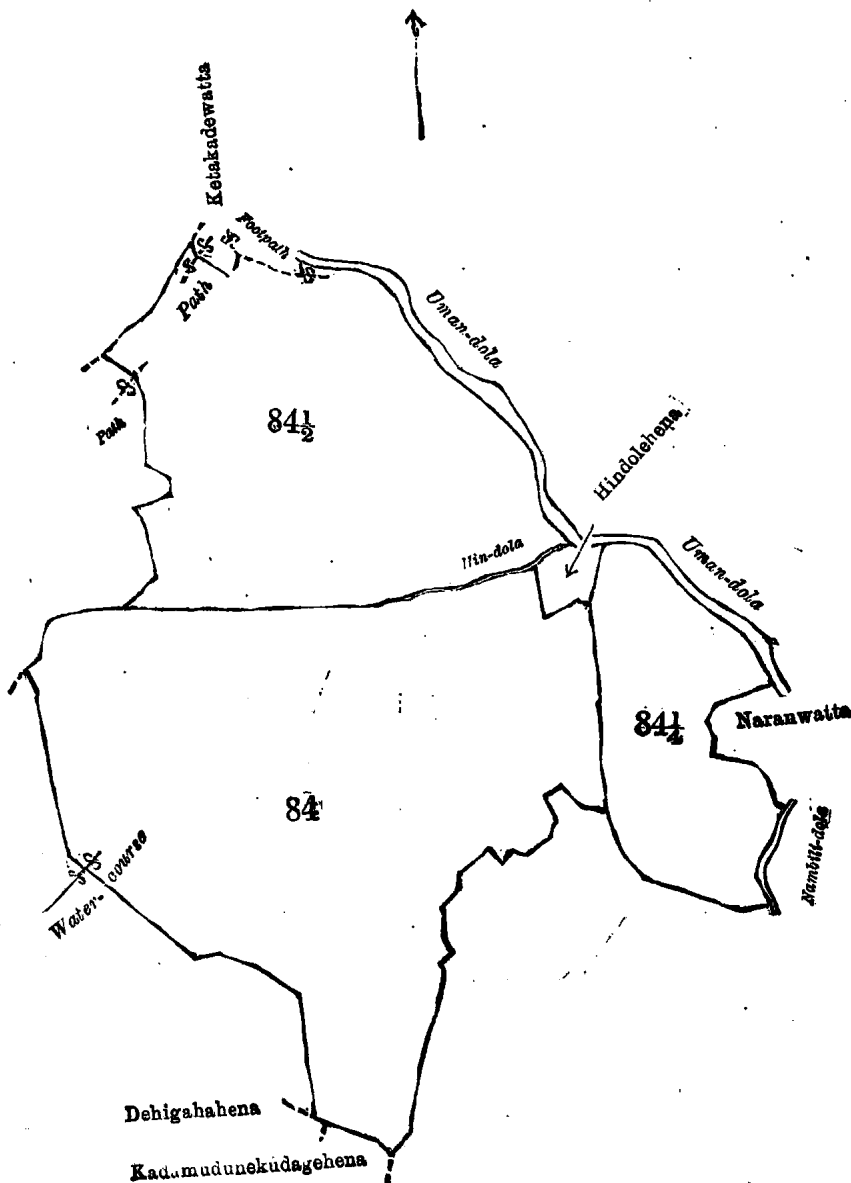 Ketakadewatta
Footpath
Path
Uman-dola
Path
84½
Hindolehena
Hin-dola
Uman-dola
84¼
Naranwatta
84
Water-course
Nambili-dola
Dehigahahena
Kadumudunekudagehena